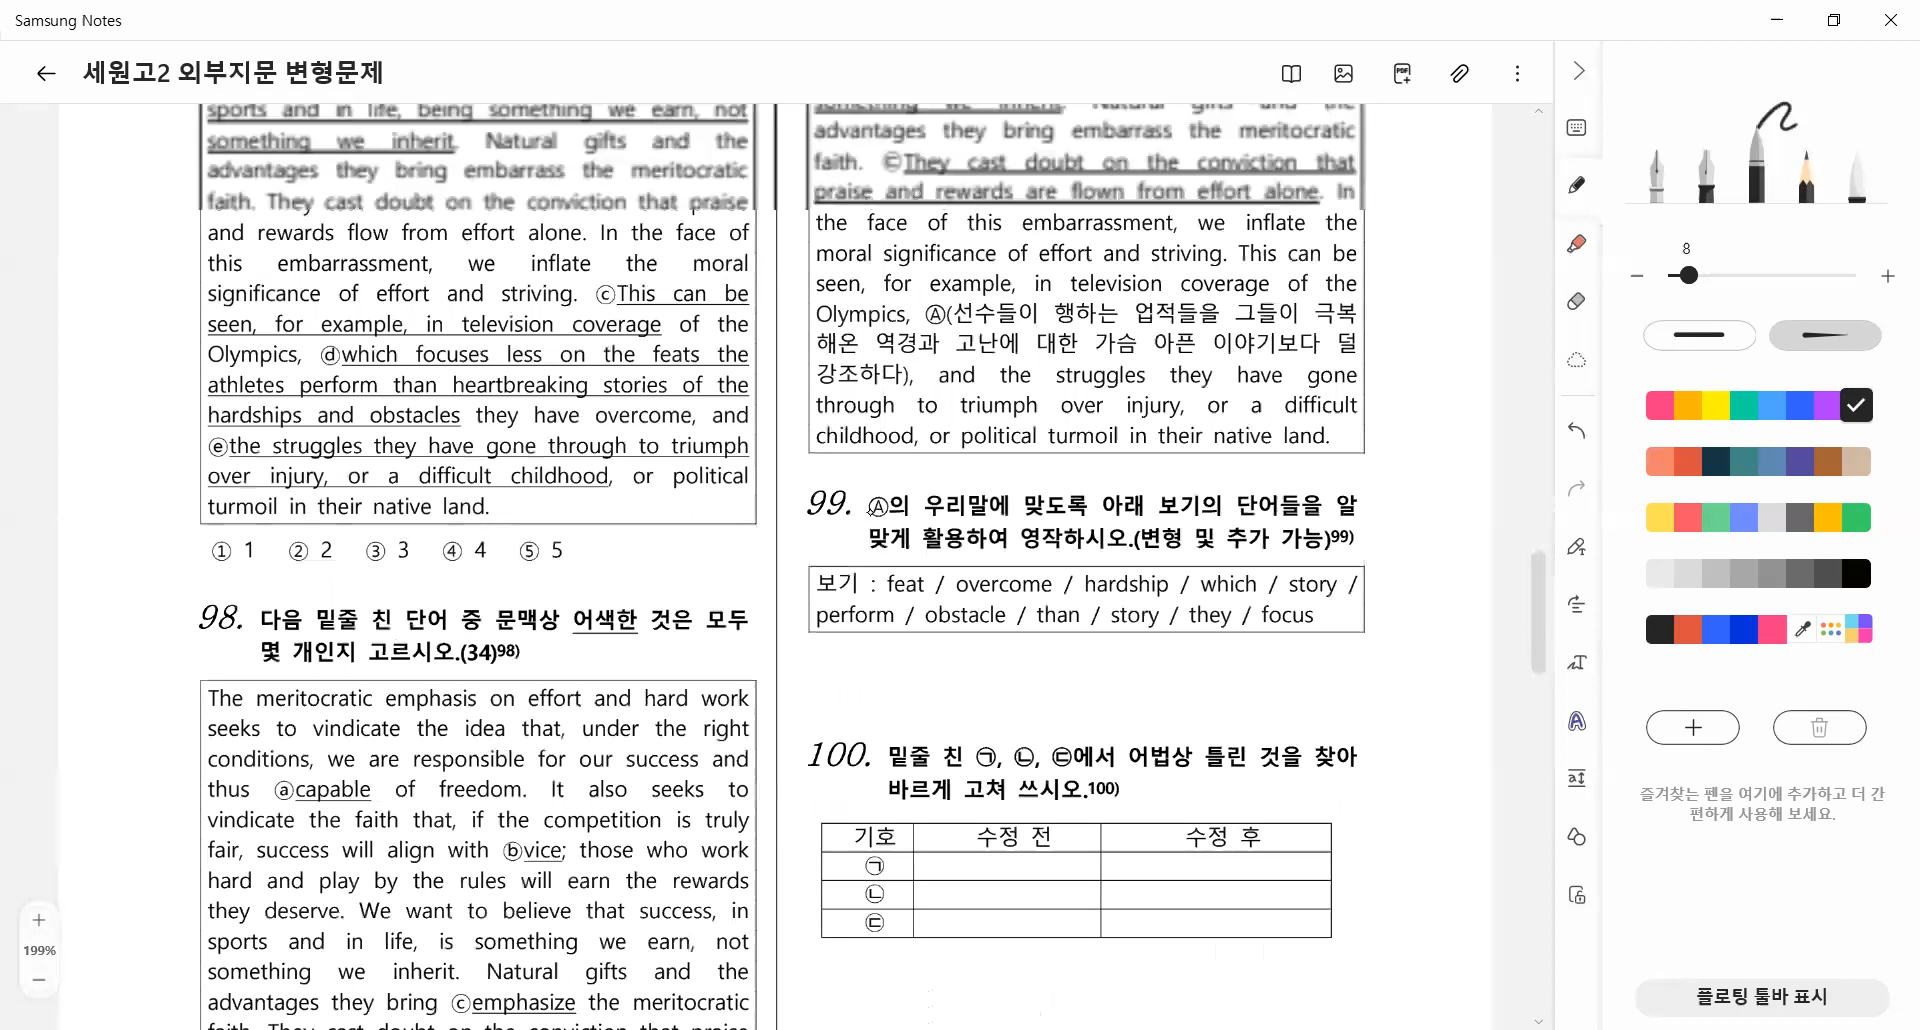 Samsung Notes
세원고2 외부지문 변형문제
sports and in life, being something we earn, not
something we inherit. Natural gifts and the
advantages they bring embarrass the meritocratic
faith. They cast doubt on the conviction that praise
and rewards flow from effort alone. In the face of
this embarrassment, we inflate the moral
significance of effort and striving. ⓒThis can be
seen, for example, in television coverage of the
Olympics, ⓓwhich focuses less on the feats the
athletes perform than heartbreaking stories of the
hardships and obstacles they have overcome, and
ⓔthe struggles they have gone through to triumph
over injury, or a difficult childhood, or political
turmoil in their native land.
① 1 ② 2 ③ 3 ④ 4 ⑤ 5
98. 다음 밑줄 친 단어 중 문맥상 어색한 것은 모두
몇 개인지 고르시오.(34)98)
The meritocratic emphasis on effort and hard work
seeks to vindicate the idea that, under the right
conditions, we are responsible for our success and
thus ⓐcapable of freedom. It also seeks to
vindicate the faith that, if the competition is truly
fair, success will align with ⓑvice; those who work
hard and play by the rules will earn the rewards
they deserve. We want to believe that success, in
sports and in life, is something we earn, not
something we inherit. Natural gifts and the
advantages they bring ⓒemphasize the meritocratic
faith. They cast doubt on the conviction that praise
something we inherit. Natural gifts and the
advantages they bring embarrass the meritocratic
faith. ㉢They cast doubt on the conviction that
praise and rewards are flown from effort alone. In
the face of this embarrassment, we inflate the
moral significance of effort and striving. This can be
seen, for example, in television coverage of the
Olympics, Ⓐ(선수들이 행하는 업적들을 그들이 극복
해온 역경과 고난에 대한 가슴 아픈 이야기보다 덜
강조하다), and the struggles they have gone
through to triumph over injury, or a difficult
childhood, or political turmoil in their native land.
99. Ⓐ의 우리말에 맞도록 아래 보기의 단어들을 알
맞게 활용하여 영작하시오.(변형 및 추가 가능)99)
보기 : feat / overcome / hardship / which / story /
perform / obstacle / than / story / they / focus
100. 밑줄 친 ㉠, ㉡, ㉢에서 어법상 틀린 것을 찾아
바르게 고쳐 쓰시오.100)
기호 수정 전 수정 후
㉠
㉡
㉢
199%
8
즐겨찾는 펜을 여기에 추가하고 더 간
편하게 사용해 보세요.
플로팅 툴바 표시